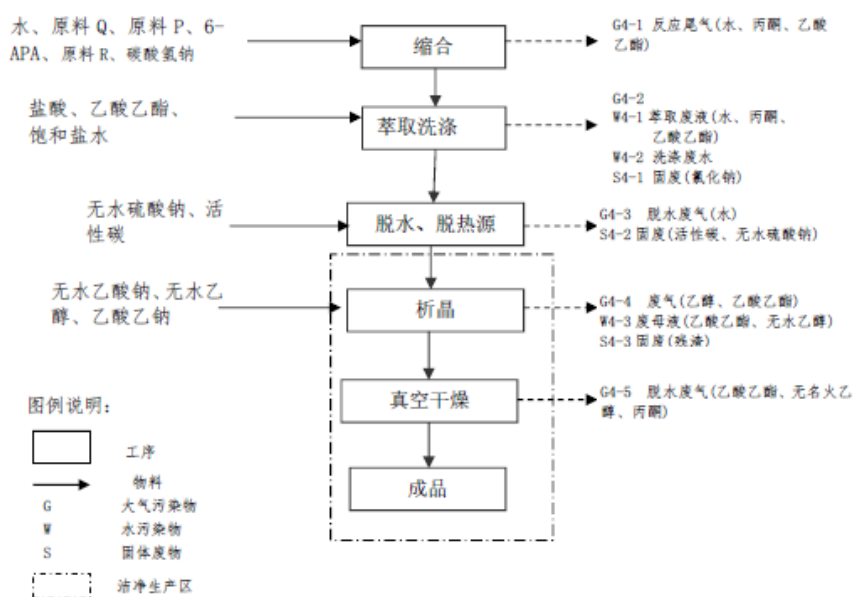 水、原料 Q、原料 P、6-
APA、原料 R、碳酸氢钠
缩合
G4-1 反应尾气(水、丙酮、乙酸
乙酯)
盐酸、乙酸乙酯、
饱和盐水
萃取洗涤
G4-2
W4-1 萃取废液(水、丙酮、
乙酸乙酯)
W4-2 洗涤废水
S4-1 固废(氯化钠)
无水硫酸钠、活
性碳
脱水、脱热源
G4-3 脱水废气(水)
S4-2 固废(活性碳、无水硫酸钠)
无水乙酸钠、无水乙
醇、乙酸乙钠
析晶
G4-4 废气(乙醇、乙酸乙酯)
W4-3 废母液(乙酸乙酯、无水乙醇)
S4-3 固废(残渣)
真空干燥
G4-5 脱水废气(乙酸乙酯、无名火乙
醇、丙酮)
成品
图例说明：
工序
物料
G 大气污染物
W 水污染物
S 固体废物
洁净生产区